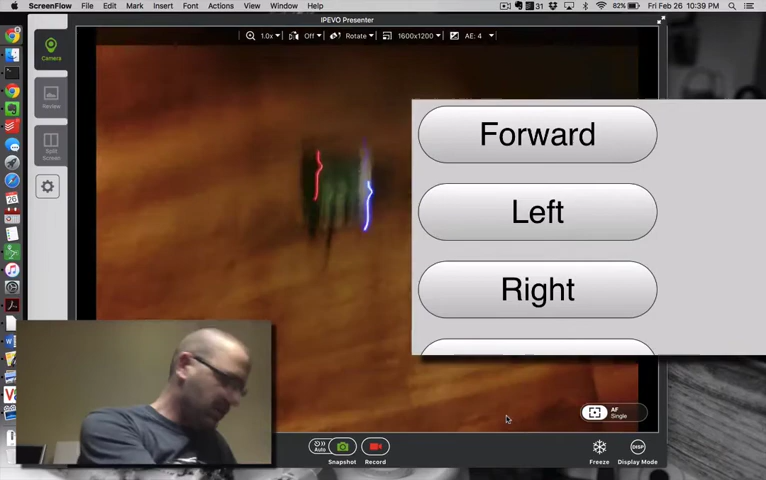 ScreenFlow File Edit Mark Insert Font Actions View Window Help 31 82% Fri Feb 26 10:39 PM
IPEVO Presenter
1.0x Off Rotate 1600x1200 AE: 4
Camera
Review
Split
Screen
Forward
Left
Right
AF
Single
Auto
Snapshot Record Freeze Display Mode
DISP